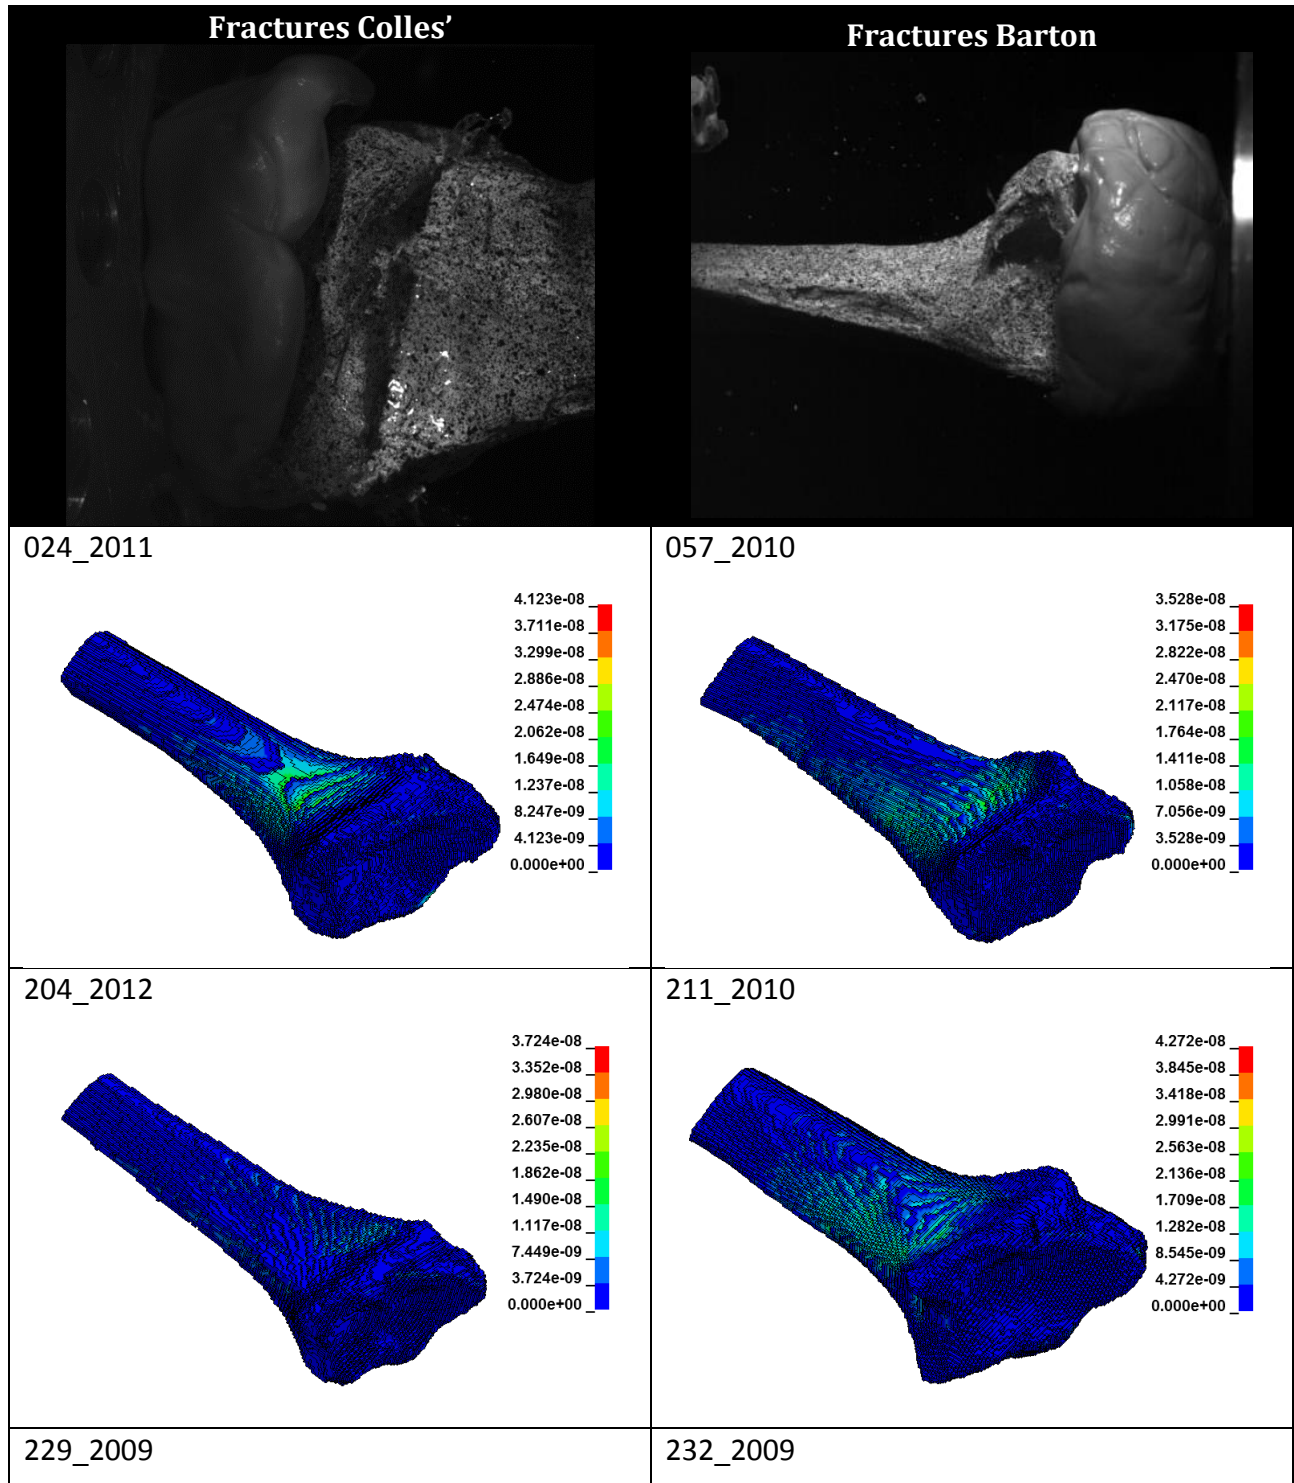 Fractures Colles’
Fractures Barton
024_2011
4.123e-08
3.711e-08
3.299e-08
2.886e-08
2.474e-08
2.062e-08
1.649e-08
1.237e-08
8.247e-09
4.123e-09
0.000e+00
057_2010
3.528e-08
3.175e-08
2.822e-08
2.470e-08
2.117e-08
1.764e-08
1.411e-08
1.058e-08
7.056e-09
3.528e-09
0.000e+00
204_2012
3.724e-08
3.352e-08
2.980e-08
2.607e-08
2.235e-08
1.862e-08
1.490e-08
1.117e-08
7.449e-09
3.724e-09
0.000e+00
211_2010
4.272e-08
3.845e-08
3.418e-08
2.991e-08
2.563e-08
2.136e-08
1.709e-08
1.282e-08
8.545e-09
4.272e-09
0.000e+00
229_2009
232_2009